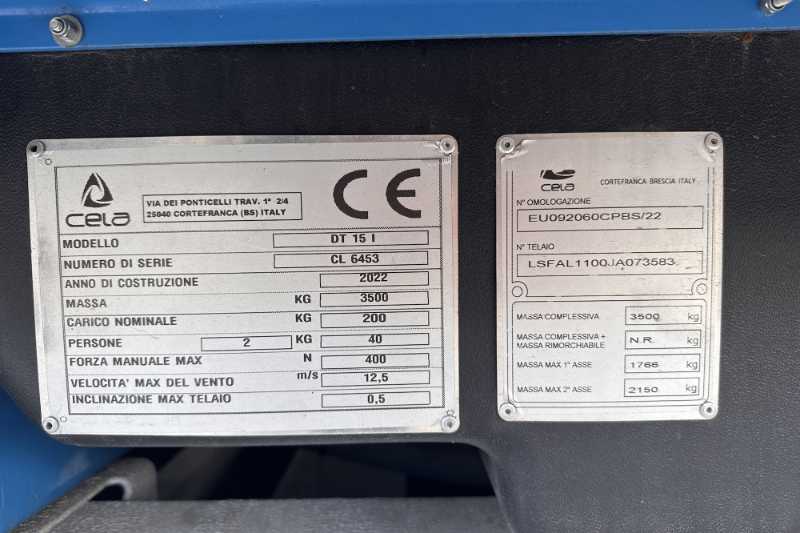 cela
VIA DEI PONTICELLI TRAV. 1ª 2/4
25040 CORTEFRANCA (BS) ITALY
CE
MODELLO DT 15 I
NUMERO DI SERIE CL 6453
ANNO DI COSTRUZIONE 2022
MASSA KG 3500
CARICO NOMINALE KG 200
PERSONE 2 KG 40
FORZA MANUALE MAX N 400
VELOCITA' MAX DEL VENTO m/s 12,5
INCLINAZIONE MAX TELAIO 0,5
cela CORTEFRANCA BRESCIA ITALY
N° OMOLOGAZIONE
EU092060CPBS/22
N° TELAIO
LSFAL1100JA073583
MASSA COMPLESSIVA 3500 kg
MASSA COMPLESSIVA +
MASSA RIMORCHIABILE N.R. kg
MASSA MAX 1° ASSE 1766 kg
MASSA MAX 2° ASSE 2150 kg